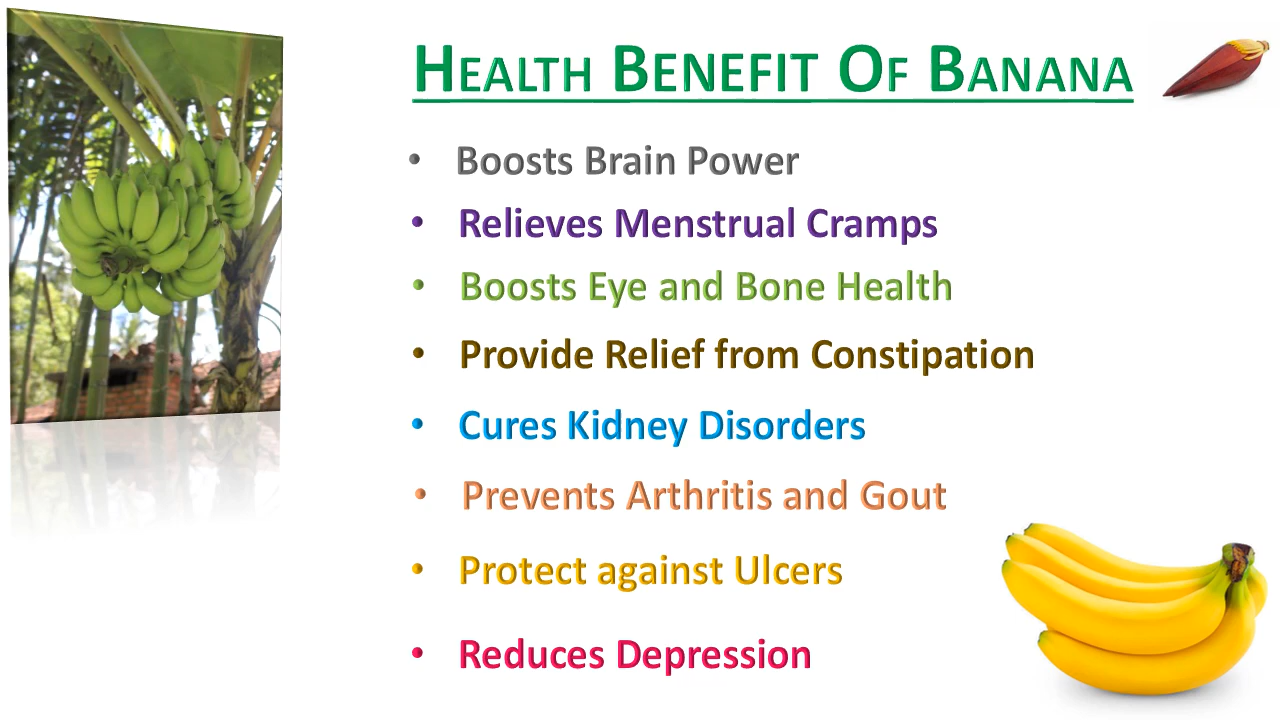 Health Benefit Of Banana
• Boosts Brain Power
• Relieves Menstrual Cramps
• Boosts Eye and Bone Health
• Provide Relief from Constipation
• Cures Kidney Disorders
• Prevents Arthritis and Gout
• Protect against Ulcers
• Reduces Depression